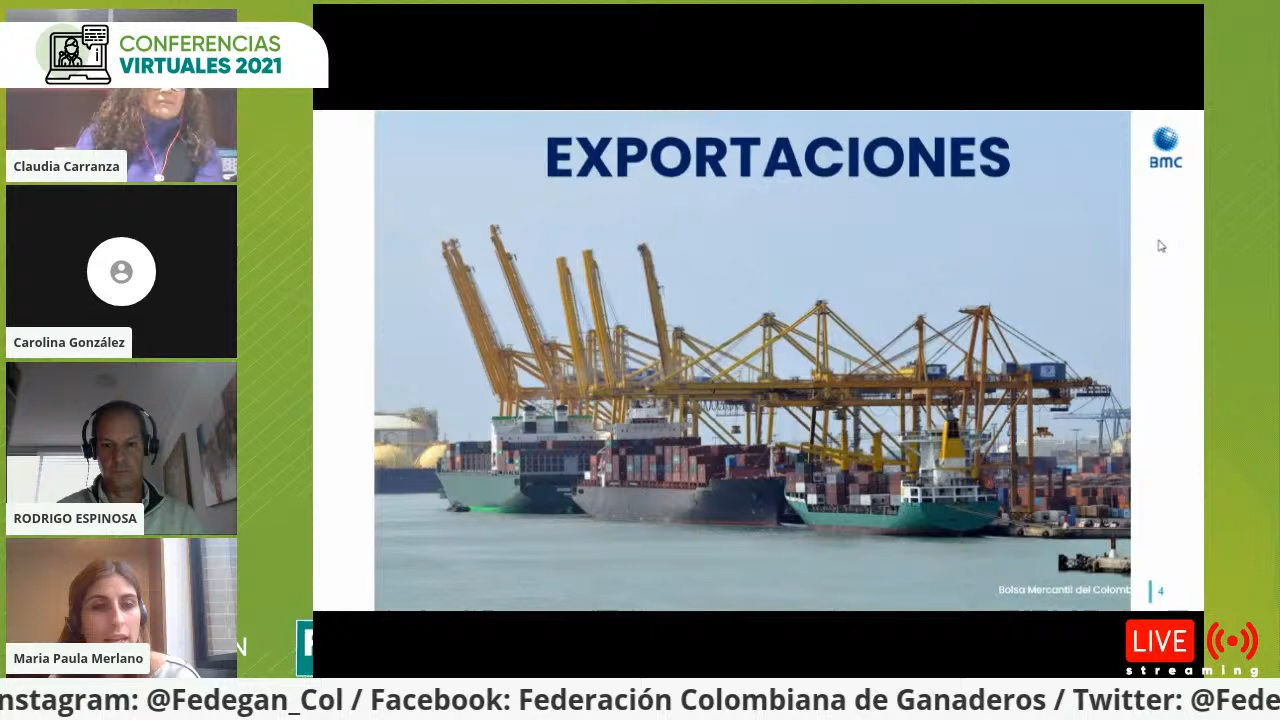 CONFERENCIAS
VIRTUALES 2021
Claudia Carranza
Carolina González
RODRIGO ESPINOSA
Maria Paula Merlano
EXPORTACIONES
BMC
Bolsa Mercantil del Colomb
4
N
F
LIVE
streaming
nstagram: @Fedegan_Col / Facebook: Federación Colombiana de Ganaderos / Twitter: @Fede